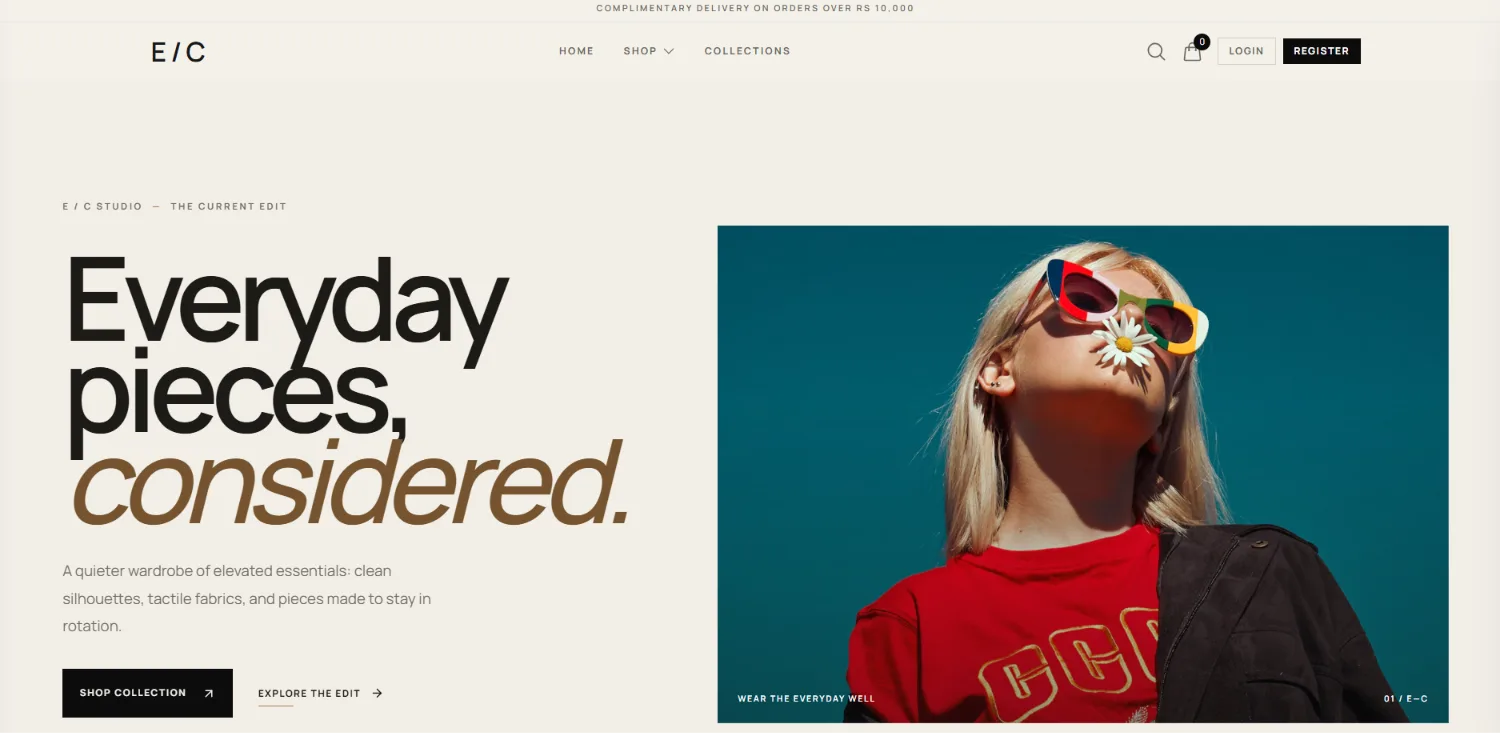 COMPLIMENTARY DELIVERY ON ORDERS OVER RS 10,000
E / C
HOME SHOP COLLECTIONS
0
LOGIN REGISTER
E / C STUDIO — THE CURRENT EDIT
Everyday
pieces,
considered.
A quieter wardrobe of elevated essentials: clean
silhouettes, tactile fabrics, and pieces made to stay in
rotation.
SHOP COLLECTION
EXPLORE THE EDIT
WEAR THE EVERYDAY WELL
01 / E—C